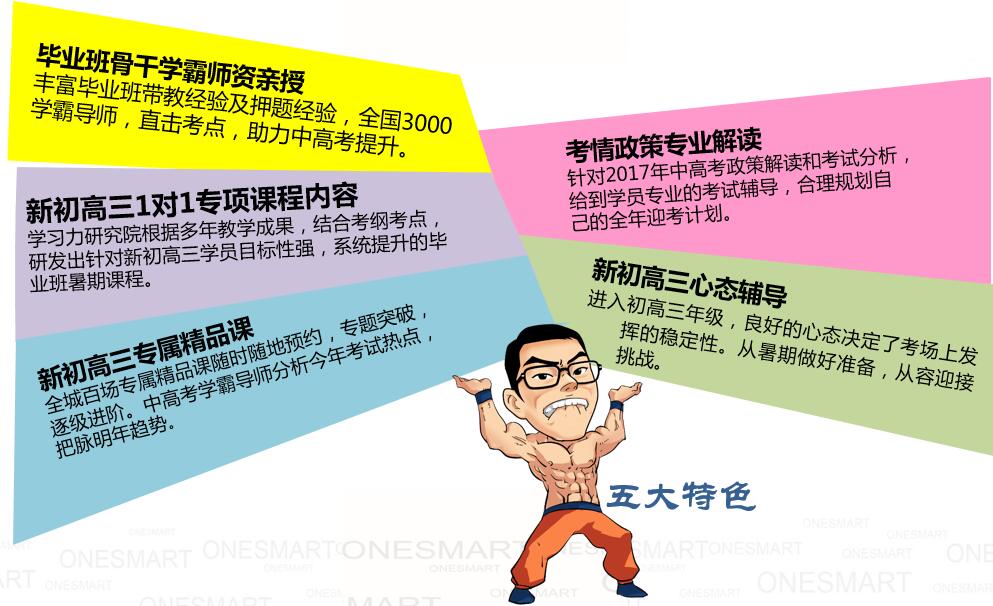 毕业班骨干学霸师资亲授
丰富毕业班带教经验及押题经验，全国3000
学霸导师，直击考点，助力中高考提升。
新初高三1对1专项课程内容
学习力研究院根据多年教学成果，结合考纲考点，
研发出针对新初高三学员目标性强，系统提升的毕
业班暑期课程。
新初高三专属精品课
全城百场专属精品课随时随地预约，专题突破，
逐级进阶。中高考学霸导师分析今年考试热点，
把脉明年趋势。
考情政策专业解读
针对2017年中高考政策解读和考试分析，
给到学员专业的考试辅导，合理规划自
己的全年迎考计划。
新初高三心态辅导
进入初高三年级，良好的心态决定了考场上发
挥的稳定性。从暑期做好准备，从容迎接
挑战。
五大特色
ONESMART
ONESMART
ONESMART
ONESMART
ONESMART
ONESMART
ONESMART
ONESMART
ONESMART
ONESMART